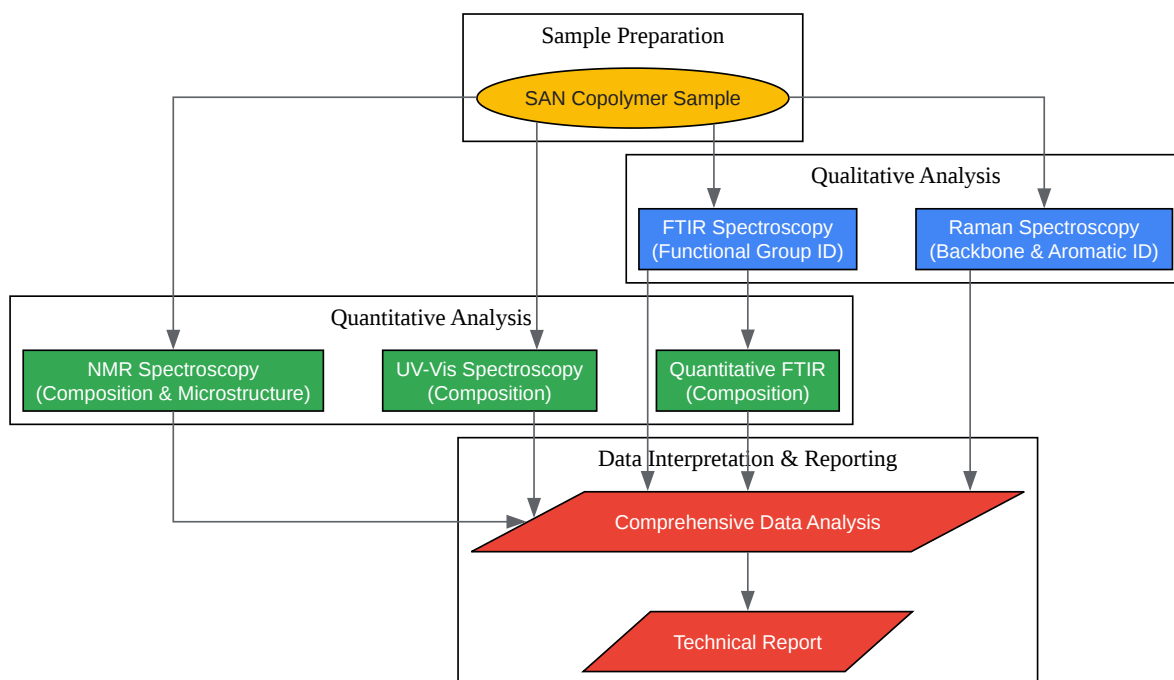 Sample Preparation
SAN Copolymer Sample
Qualitative Analysis
FTIR Spectroscopy
(Functional Group ID)
Raman Spectroscopy
(Backbone & Aromatic ID)
Quantitative Analysis
NMR Spectroscopy
(Composition & Microstructure)
UV-Vis Spectroscopy
(Composition)
Quantitative FTIR
(Composition)
Data Interpretation & Reporting
Comprehensive Data Analysis
Technical Report